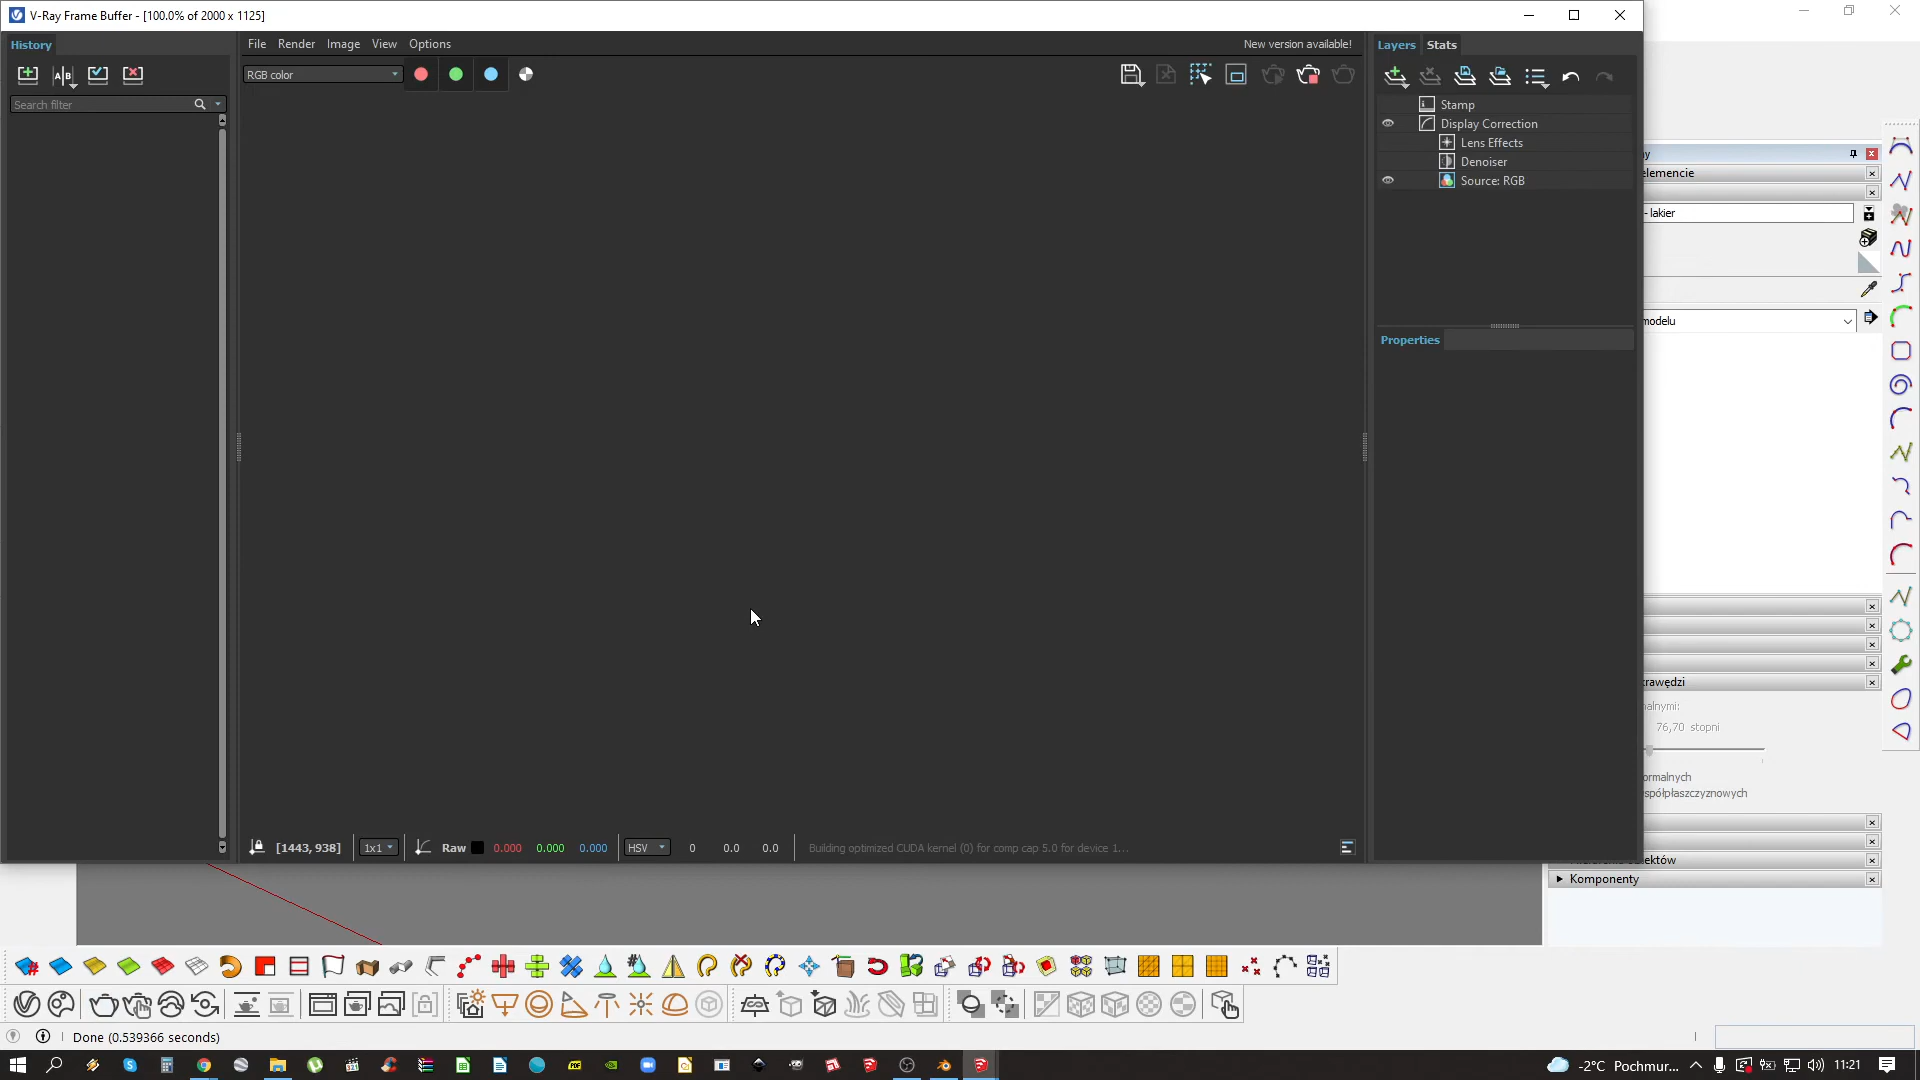 V-Ray Frame Buffer - [100.0% of 2000 x 1125]
History
File Render Image View Options
New version available!
Layers Stats
RGB color
Search filter
Stamp
Display Correction
Lens Effects
Denoiser
Source: RGB
Properties
elemencie
- lakier
modelu
krawędzi
76,70 stopni
[1443, 938]
1x1
Raw 0.000 0.000 0.000
HSV 0 0.0 0.0
Building optimized CUDA kernel (0) for comp cap 5.0 for device 1...
Komponenty
Done (0.539366 seconds)
-2°C Pochmur...
11:21